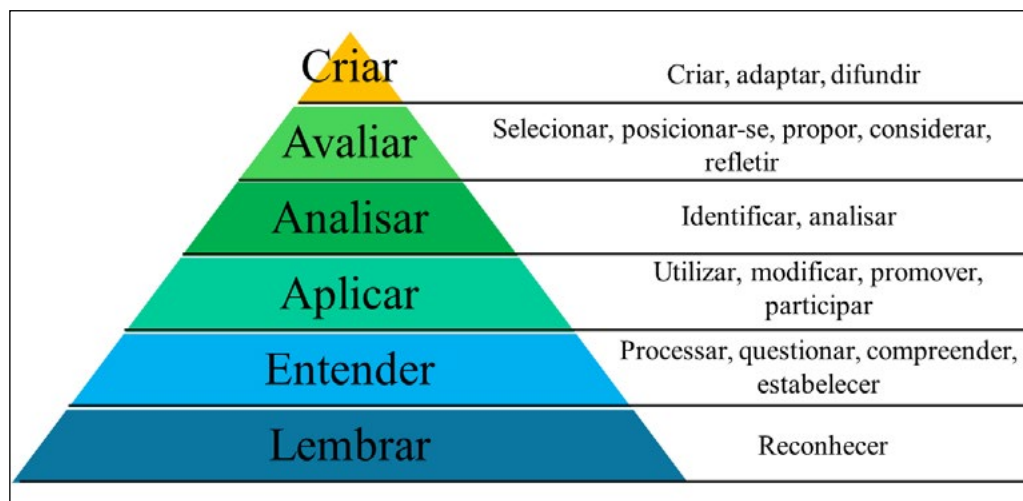 Criar
Criar, adaptar, difundir
Avaliar
Selecionar, posicionar-se, propor, considerar,
refletir
Analisar
Identificar, analisar
Aplicar
Utilizar, modificar, promover,
participar
Entender
Processar, questionar, compreender,
estabelecer
Lembrar
Reconhecer